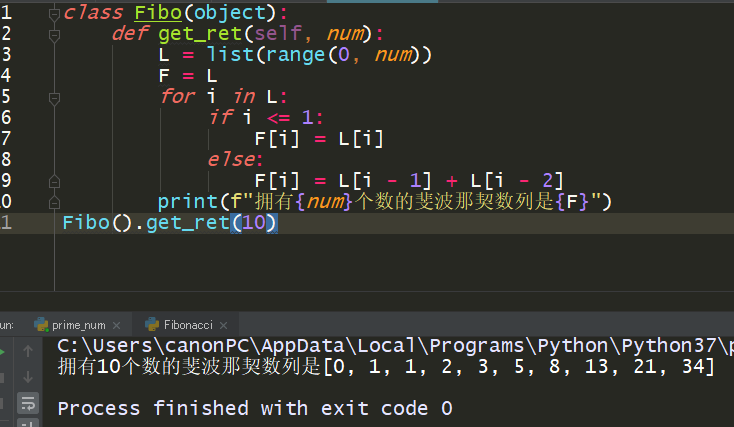 1 class Fibo(object):
2 def get_ret(self, num):
3 L = list(range(0, num))
4 F = L
5 for i in L:
6 if i <= 1:
7 F[i] = L[i]
8 else:
9 F[i] = L[i - 1] + L[i - 2]
0 print(f"拥有{num}个数的斐波那契数列是{F}")
1 Fibo().get_ret(10)
un: prime_num × Fibonacci ×
C:\Users\canonPC\AppData\Local\Programs\Python\Python37\p
拥有10个数的斐波那契数列是[0, 1, 1, 2, 3, 5, 8, 13, 21, 34]
Process finished with exit code 0